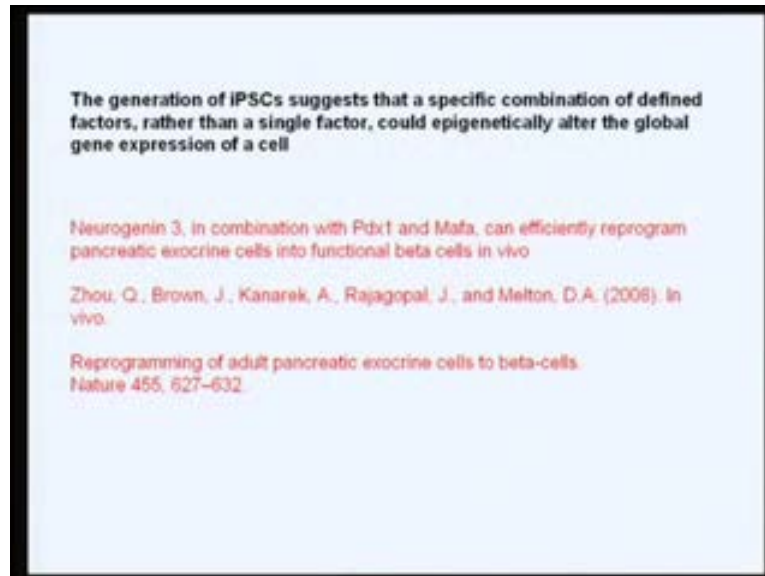 The generation of iPSCs suggests that a specific combination of defined
factors, rather than a single factor, could epigenetically alter the global
gene expression of a cell
Neurogenin 3, in combination with Pdx1 and Mafa, can efficiently reprogram
pancreatic exocrine cells into functional beta cells in vivo
Zhou, Q., Brown, J., Kanarek, A., Rajagopal, J., and Melton, D.A. (2008). In
vivo.
Reprogramming of adult pancreatic exocrine cells to beta-cells.
Nature 455, 627–632.